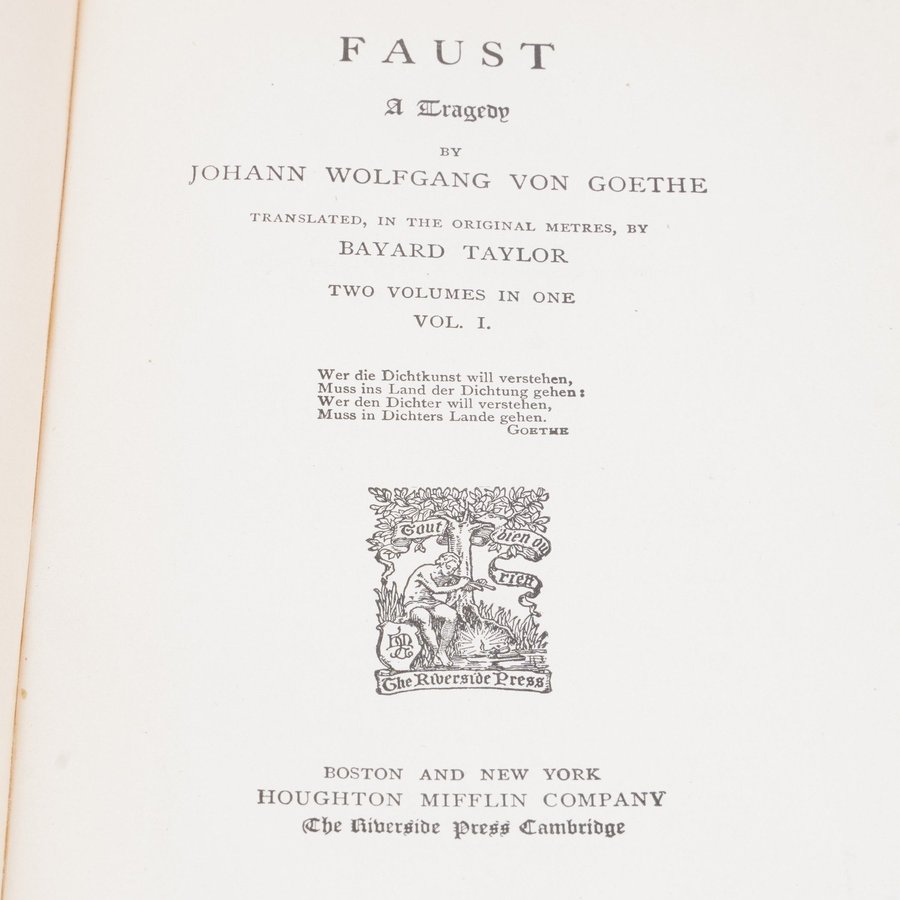 FAUST
A Tragedy
BY
JOHANN WOLFGANG VON GOETHE
TRANSLATED, IN THE ORIGINAL METRES, BY
BAYARD TAYLOR
TWO VOLUMES IN ONE
VOL. I.
Wer die Dichtkunst will verstehen,
Muss ins Land der Dichtung gehen:
Wer den Dichter will verstehen,
Muss in Dichters Lande gehen.
GOETHE
Tout bien ou
rien
The Riverside Press
BOSTON AND NEW YORK
HOUGHTON MIFFLIN COMPANY
The Riverside Press Cambridge